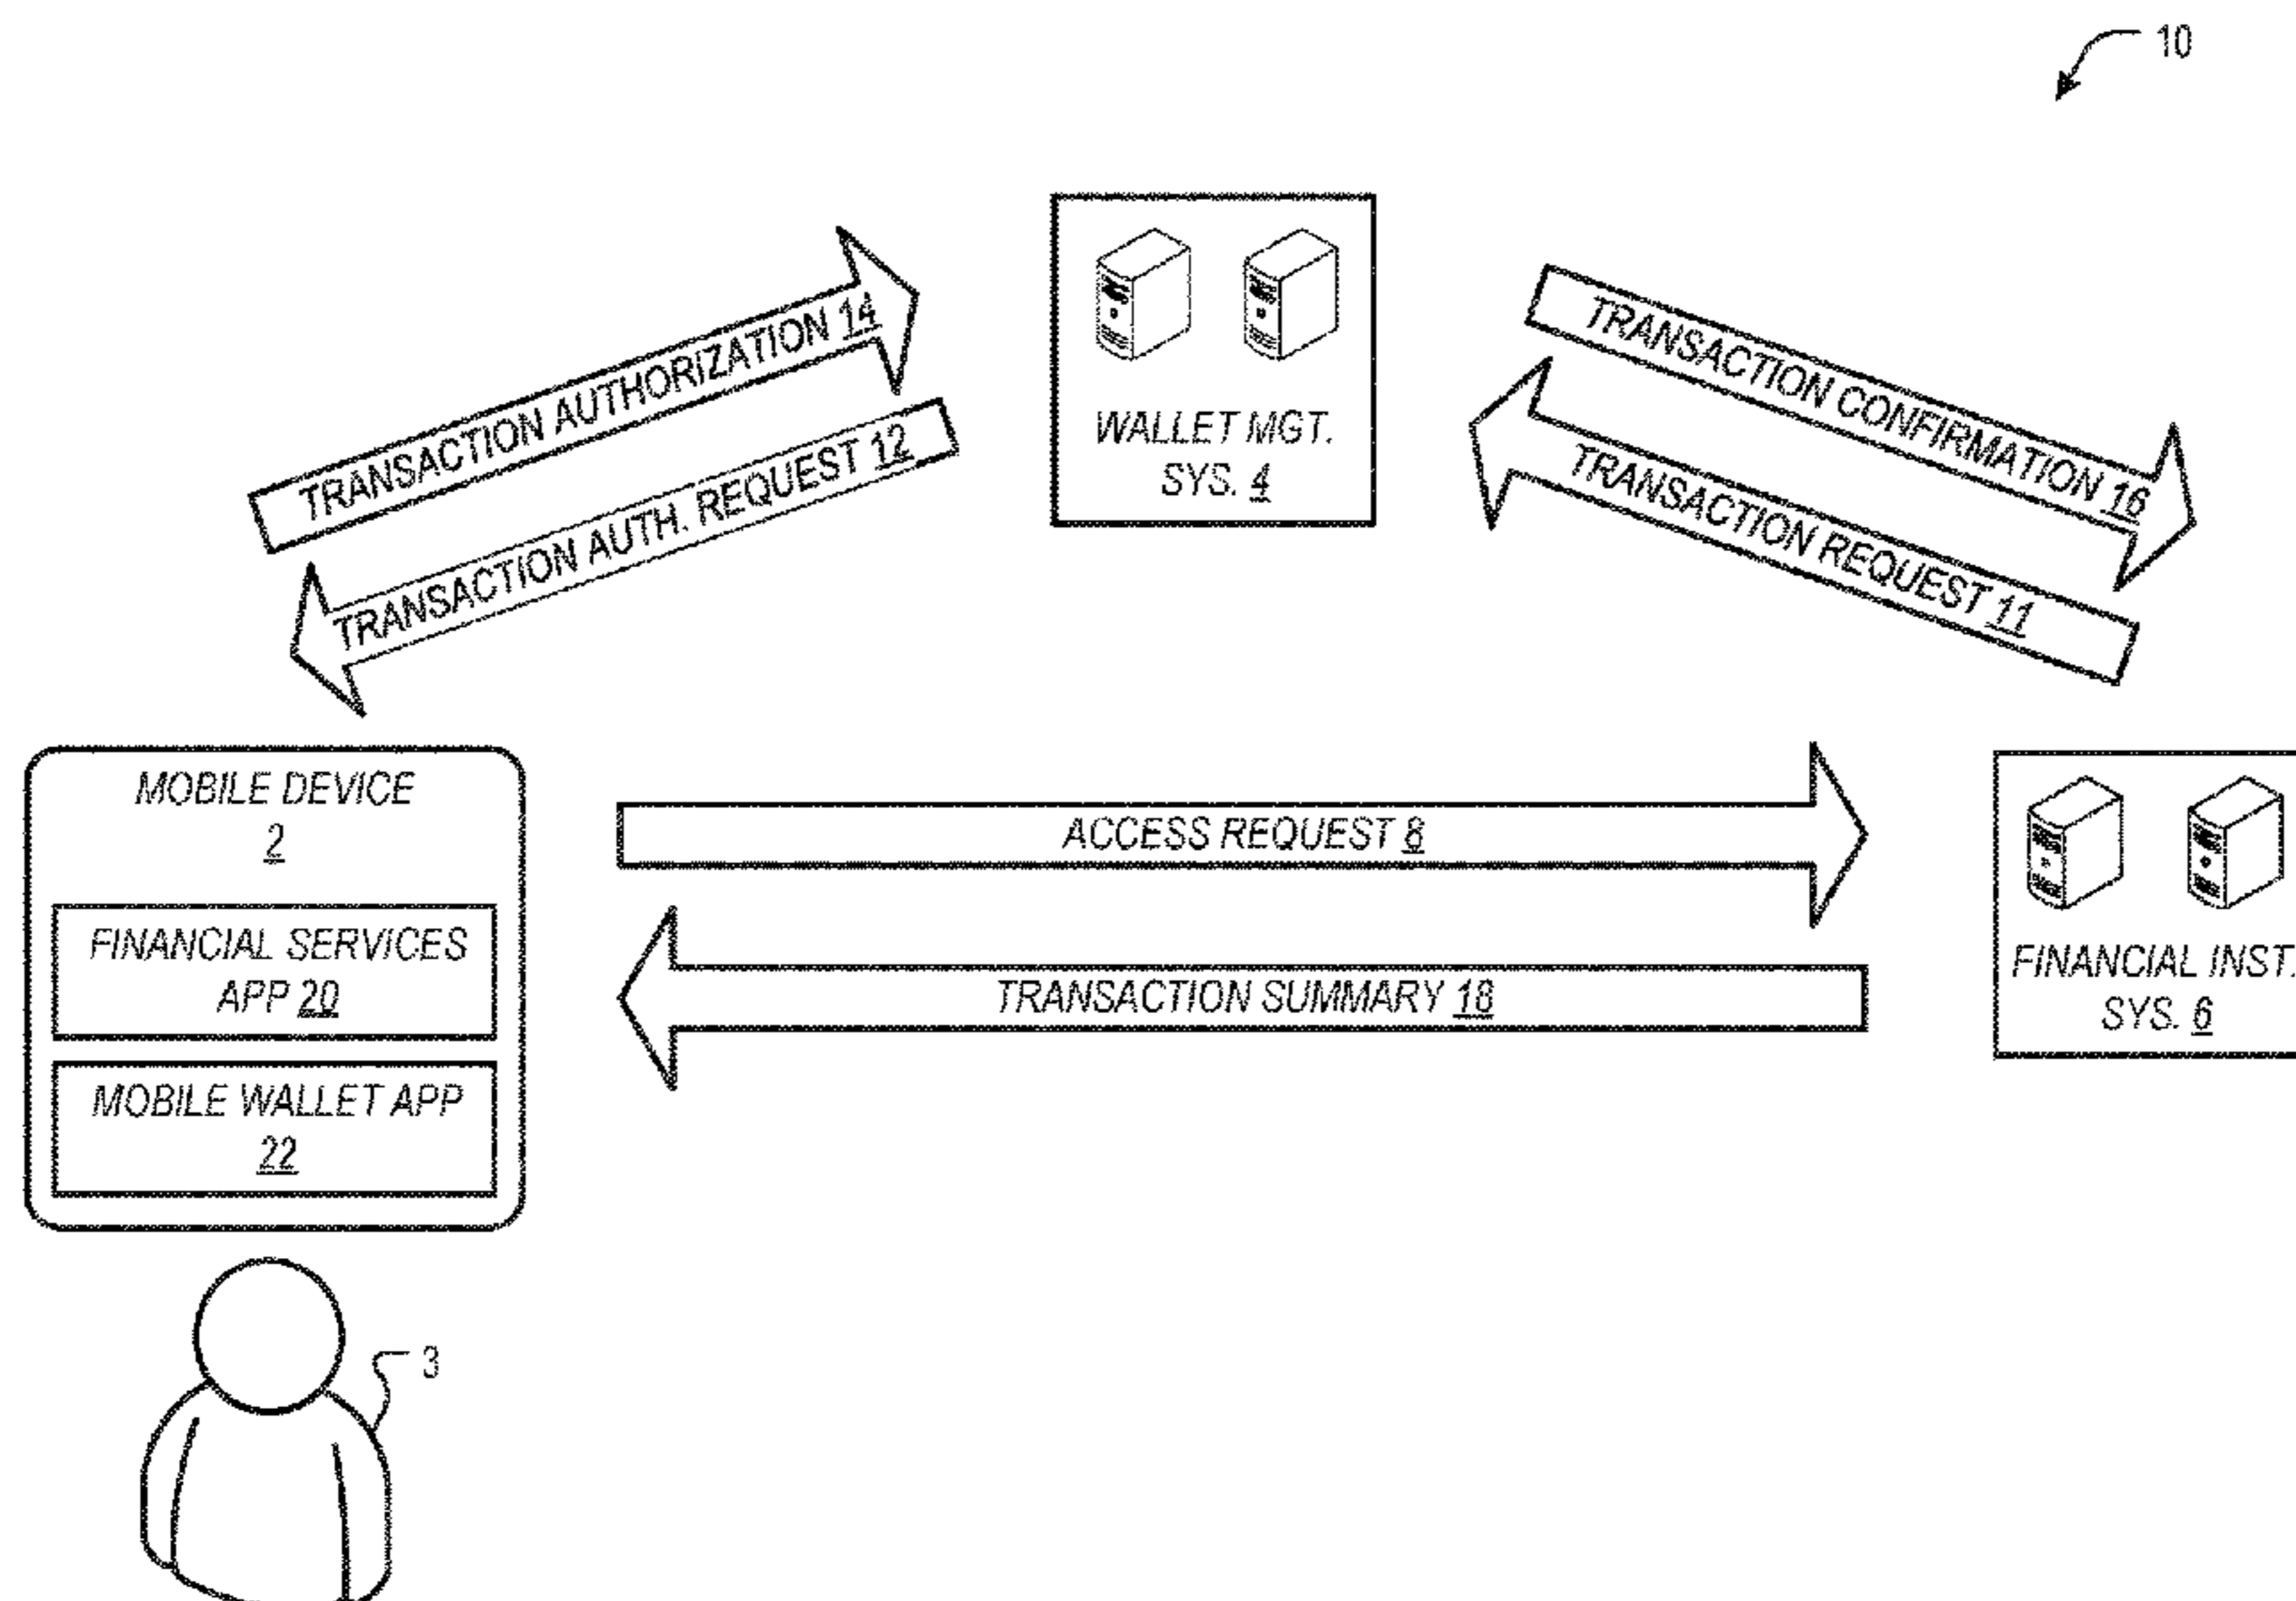 10
TRANSACTION AUTHORIZATION 14
TRANSACTION AUTH. REQUEST 12
WALLET MGT.
SYS. 4
TRANSACTION CONFIRMATION 16
TRANSACTION REQUEST 11
MOBILE DEVICE
2
FINANCIAL SERVICES
APP 20
MOBILE WALLET APP
22
ACCESS REQUEST 8
TRANSACTION SUMMARY 18
FINANCIAL INST.
SYS. 6
3